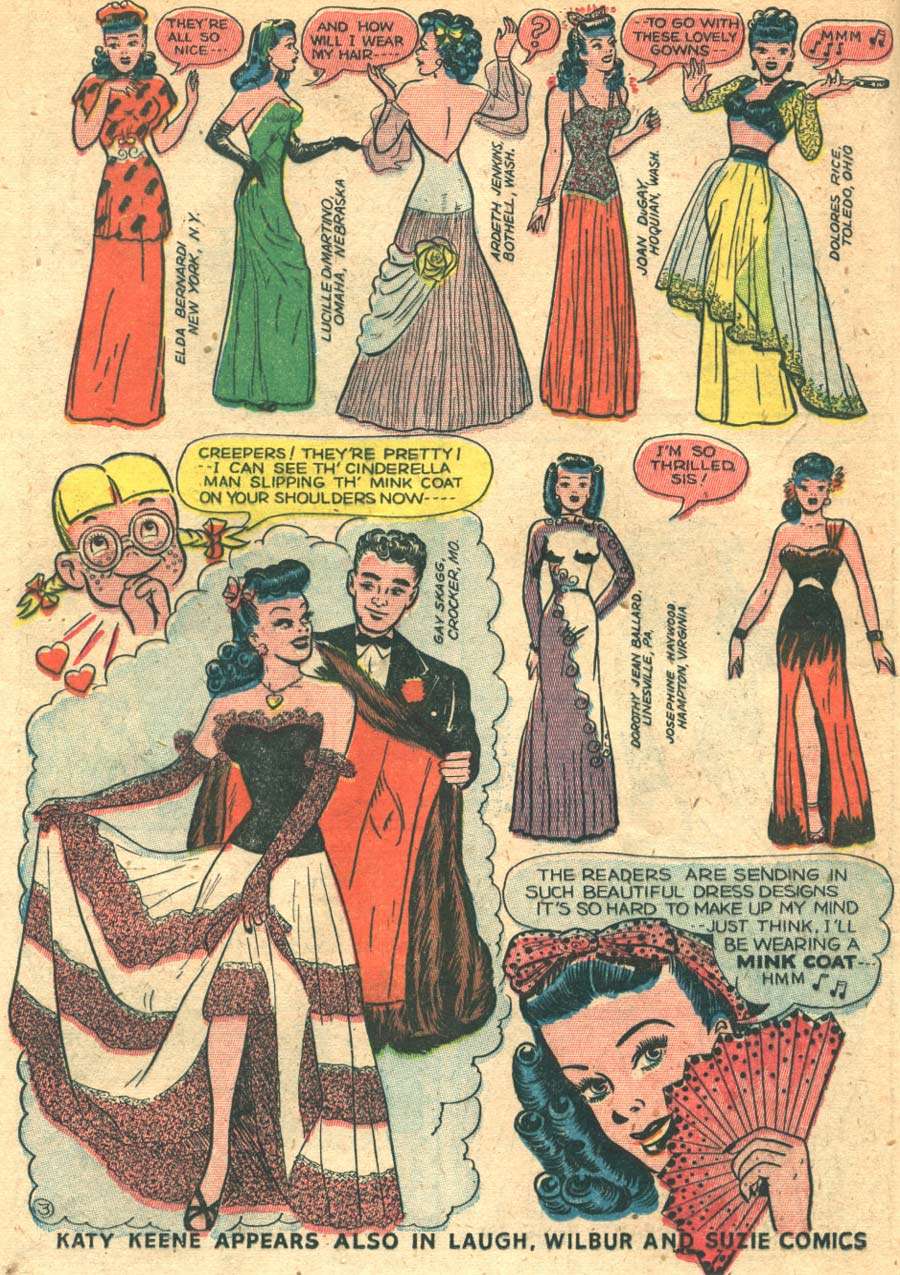 THEY'RE
ALL SO
NICE---
AND HOW
WILL I WEAR
MY HAIR----
?
--TO GO WITH
THESE LOVELY
GOWNS--
MMM ♫
♪♪♪
ELDA BERNARDI
NEW YORK, N.Y.
LUCILLE DiMARTINO,
OMAHA, NEBRASKA
ARDETH JENKINS,
BOTHELL, WASH.
JOAN DuGAY,
HOQUIAN, WASH.
DOLORES RICE,
TOLEDO, OHIO
CREEPERS! THEY'RE PRETTY!
--I CAN SEE TH' CINDERELLA
MAN SLIPPING TH' MINK COAT
ON YOUR SHOULDERS NOW----
GAY SKAGG,
CROCKER, MO.
I'M SO
THRILLED,
SIS!
DOROTHY JEAN BALLARD,
LINESVILLE, PA.
JOSEPHINE HAYWOOD
HAMPTON, VIRGINIA
THE READERS ARE SENDING IN
SUCH BEAUTIFUL DRESS DESIGNS
IT'S SO HARD TO MAKE UP MY MIND
--JUST THINK, I'LL
BE WEARING A
MINK COAT---
HMM ♪♫
3
KATY KEENE APPEARS ALSO IN LAUGH, WILBUR AND SUZIE COMICS